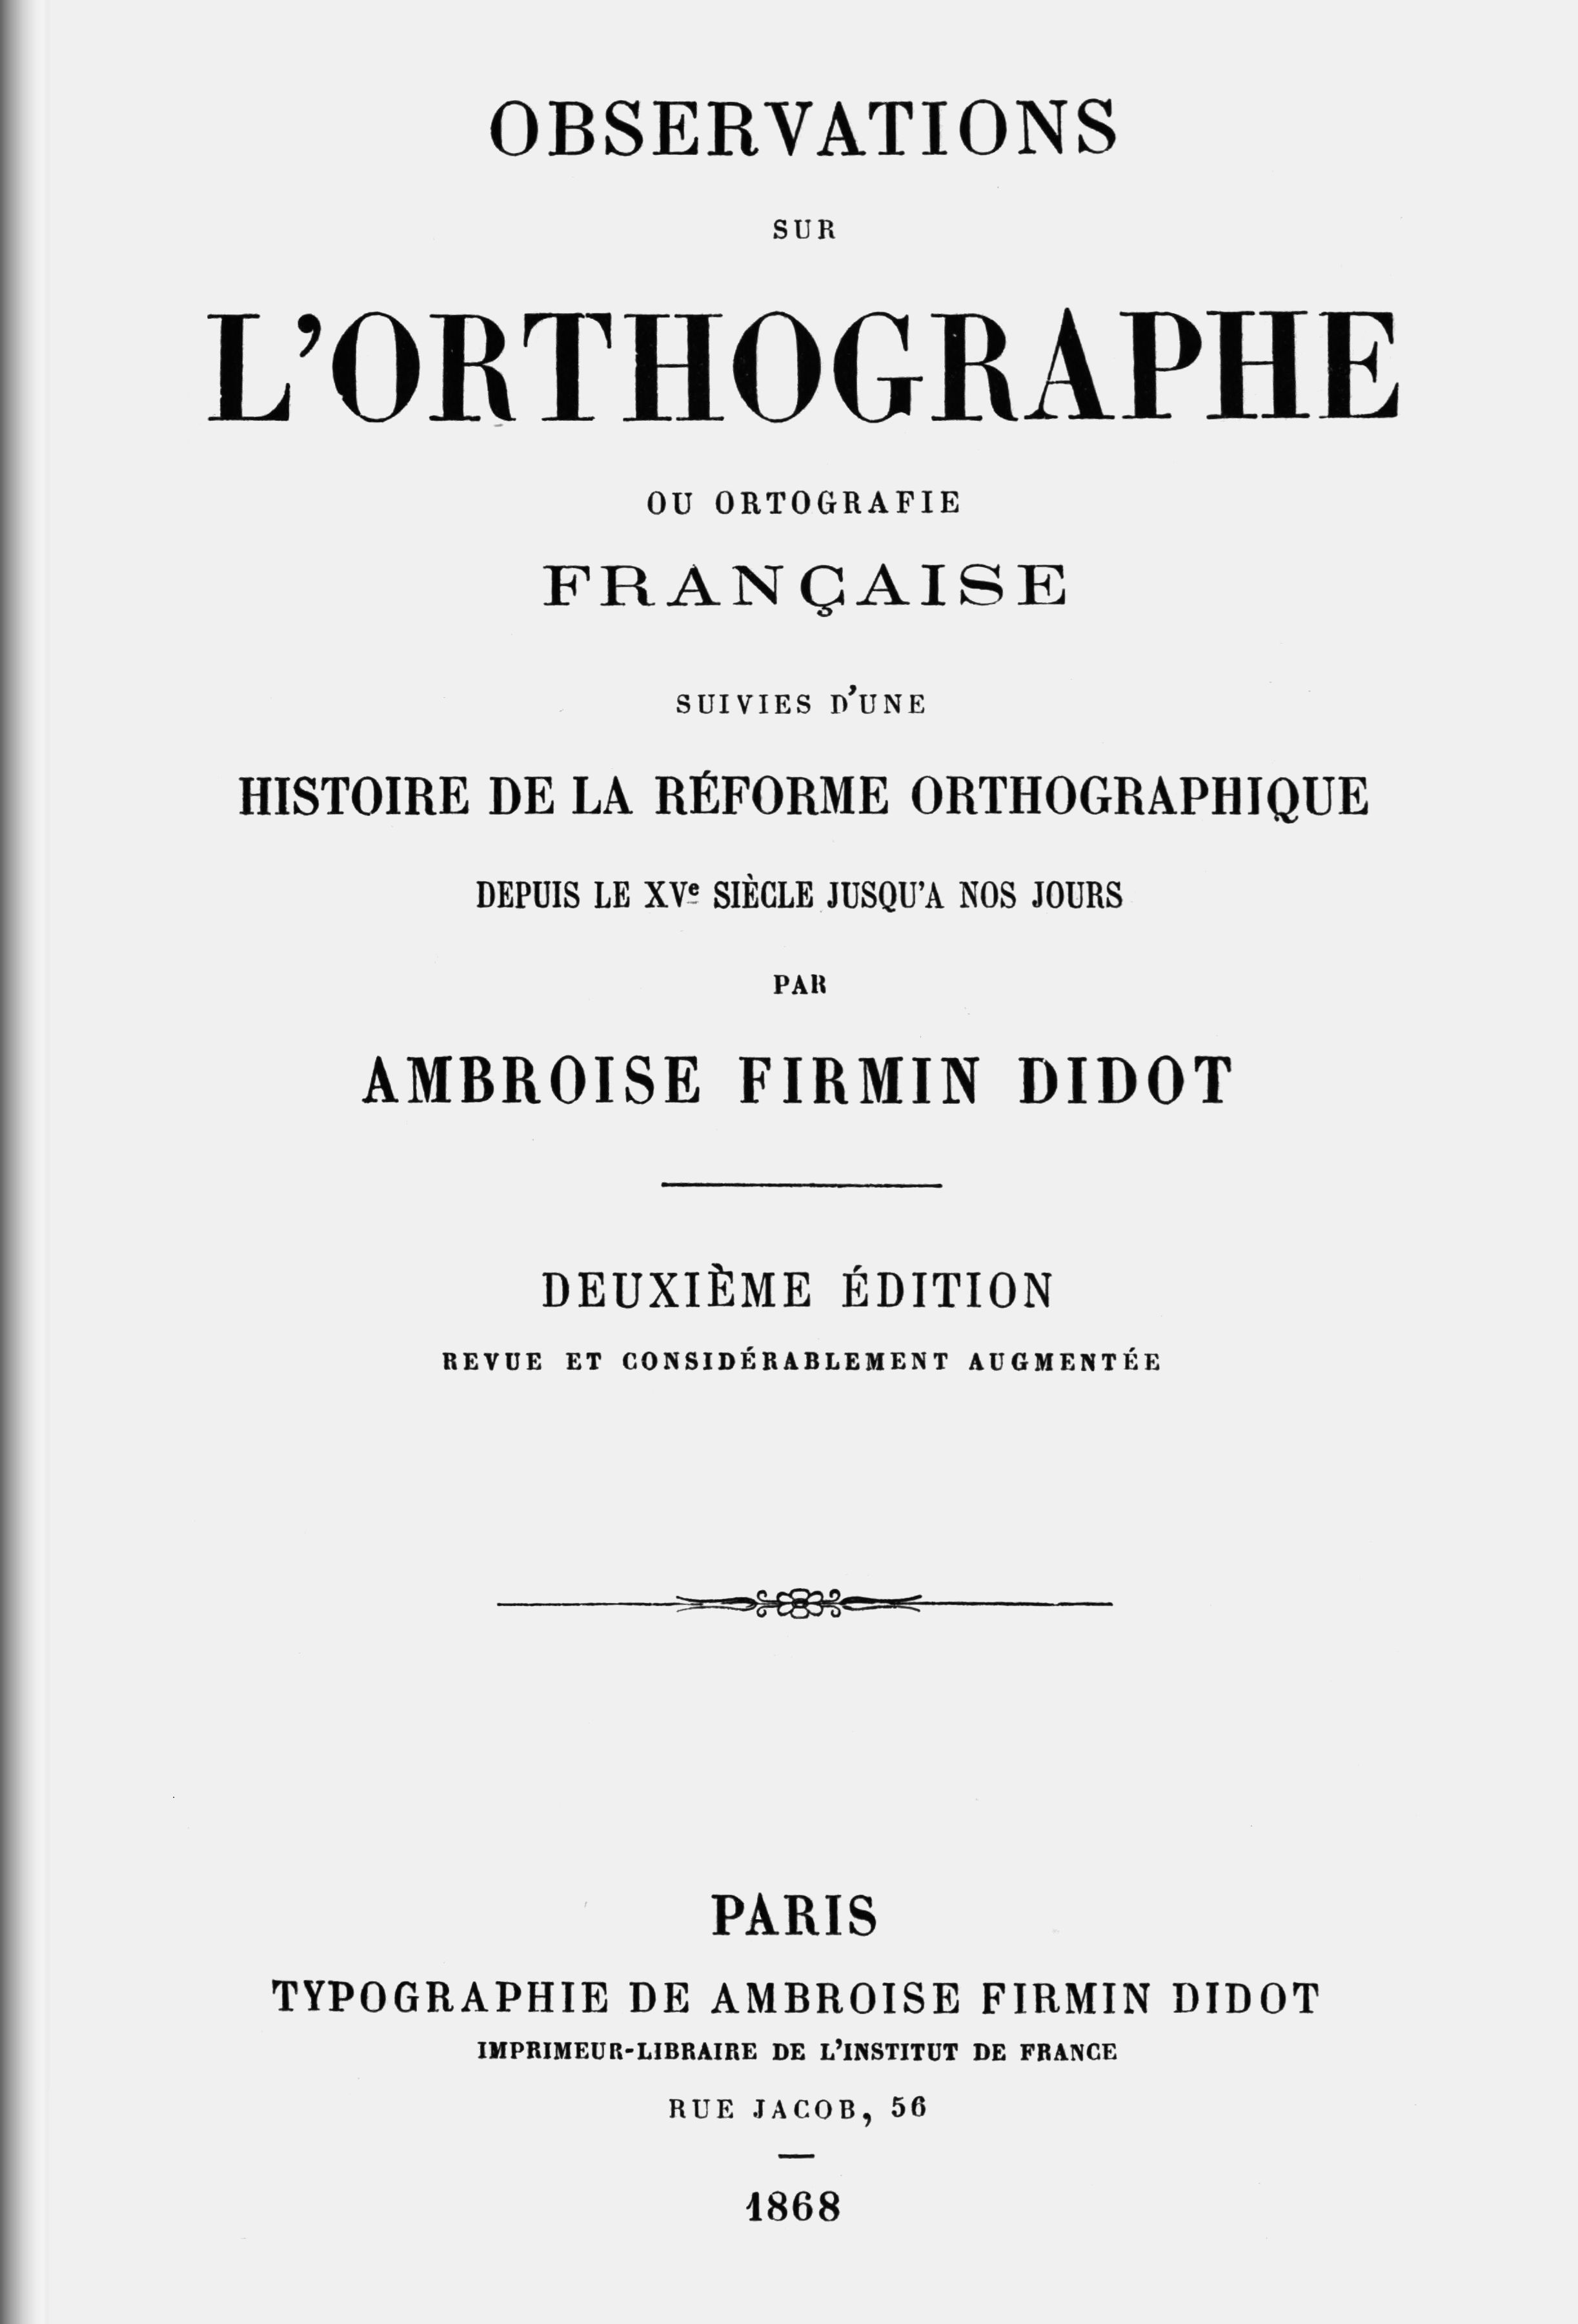 OBSERVATIONS
SUR
L'ORTHOGRAPHE
OU ORTOGRAFIE
FRANÇAISE
SUIVIES D'UNE
HISTOIRE DE LA RÉFORME ORTHOGRAPHIQUE
DEPUIS LE XVe SIÈCLE JUSQU'A NOS JOURS
PAR
AMBROISE FIRMIN DIDOT
DEUXIÈME ÉDITION
REVUE ET CONSIDÉRABLEMENT AUGMENTÉE
PARIS
TYPOGRAPHIE DE AMBROISE FIRMIN DIDOT
IMPRIMEUR-LIBRAIRE DE L'INSTITUT DE FRANCE
RUE JACOB, 56
1868